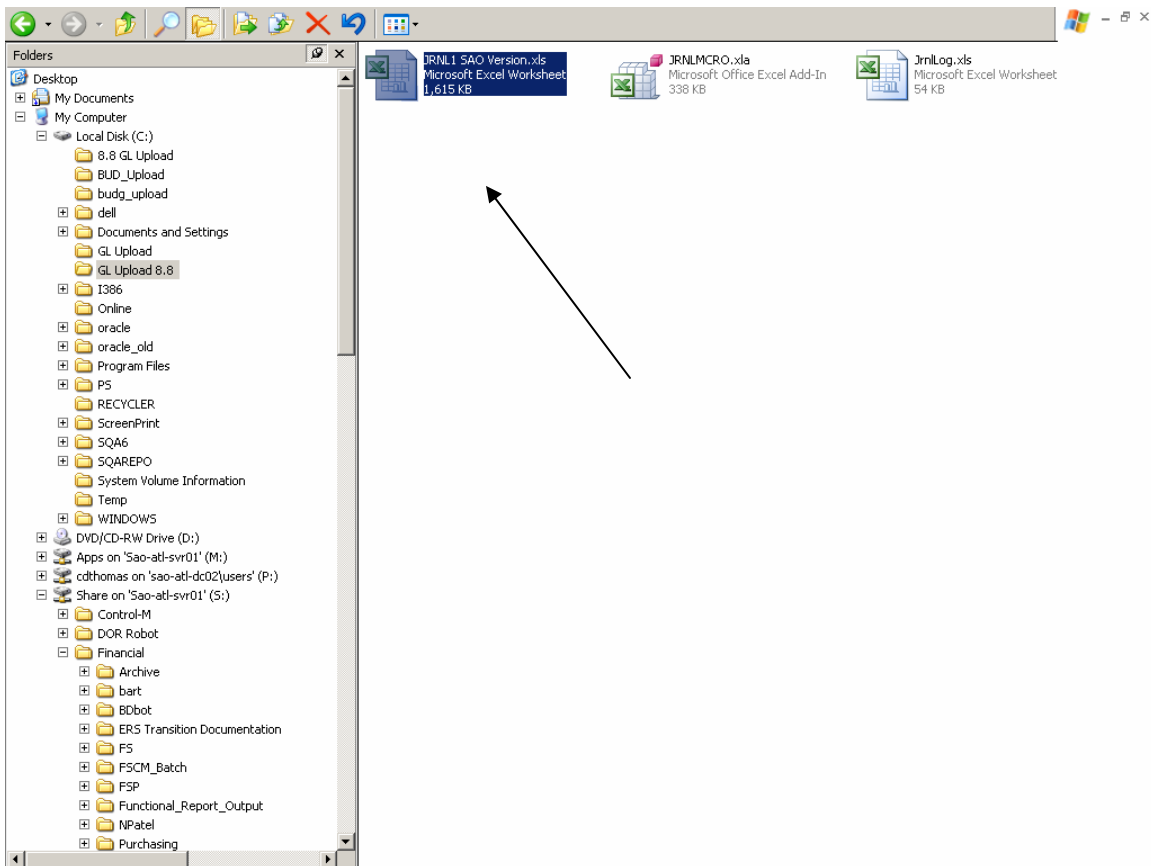 Folders
Desktop
My Documents
My Computer
Local Disk (C:)
8.8 GL Upload
BUD_Upload
budg_upload
dell
Documents and Settings
GL Upload
GL Upload 8.8
I386
Online
oracle
oracle_old
Program Files
PS
RECYCLER
ScreenPrint
SQA6
SQAREPO
System Volume Information
Temp
WINDOWS
DVD/CD-RW Drive (D:)
Apps on 'Sao-atl-svr01' (M:)
cdthomas on 'sao-atl-dc02\users' (P:)
Share on 'Sao-atl-svr01' (S:)
Control-M
DOR Robot
Financial
Archive
bart
BDbot
ERS Transition Documentation
FS
FSCM_Batch
FSP
Functional_Report_Output
NPatel
Purchasing
JRNL1 SAO Version.xls
Microsoft Excel Worksheet
1,615 KB
JRNLMCRO.xla
Microsoft Office Excel Add-In
338 KB
JrnlLog.xls
Microsoft Excel Worksheet
54 KB